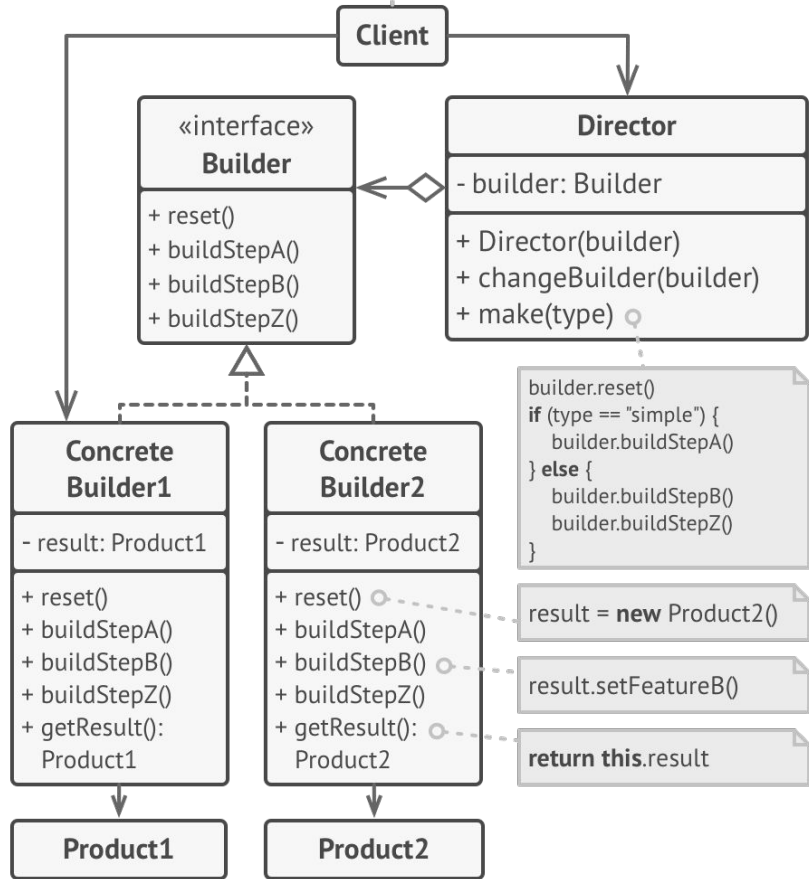 Client
«interface»
Builder
+ reset()
+ buildStepA()
+ buildStepB()
+ buildStepZ()
Director
- builder: Builder
+ Director(builder)
+ changeBuilder(builder)
+ make(type)
builder.reset()
if (type == "simple") {
builder.buildStepA()
} else {
builder.buildStepB()
builder.buildStepZ()
}
Concrete
Builder1
- result: Product1
+ reset()
+ buildStepA()
+ buildStepB()
+ buildStepZ()
+ getResult():
Product1
Concrete
Builder2
- result: Product2
+ reset()
+ buildStepA()
+ buildStepB()
+ buildStepZ()
+ getResult():
Product2
result = new Product2()
result.setFeatureB()
return this.result
Product1
Product2